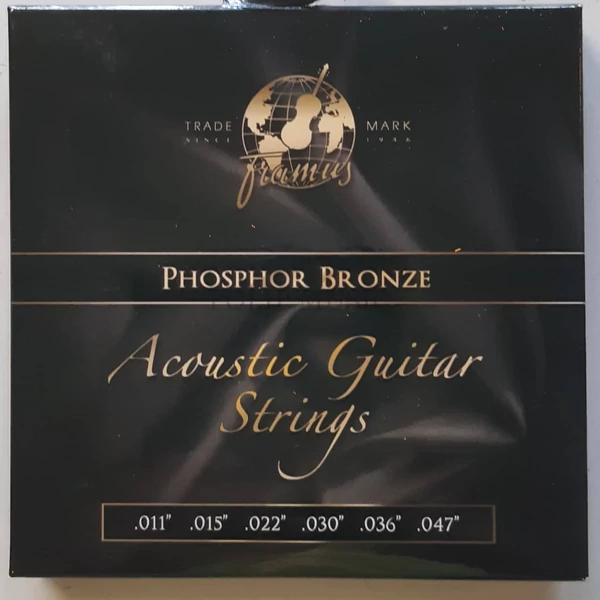 TRADE MARK
SINCE 1946
framus
PHOSPHOR BRONZE
Acoustic Guitar
Strings
.011” .015” .022” .030” .036” .047”